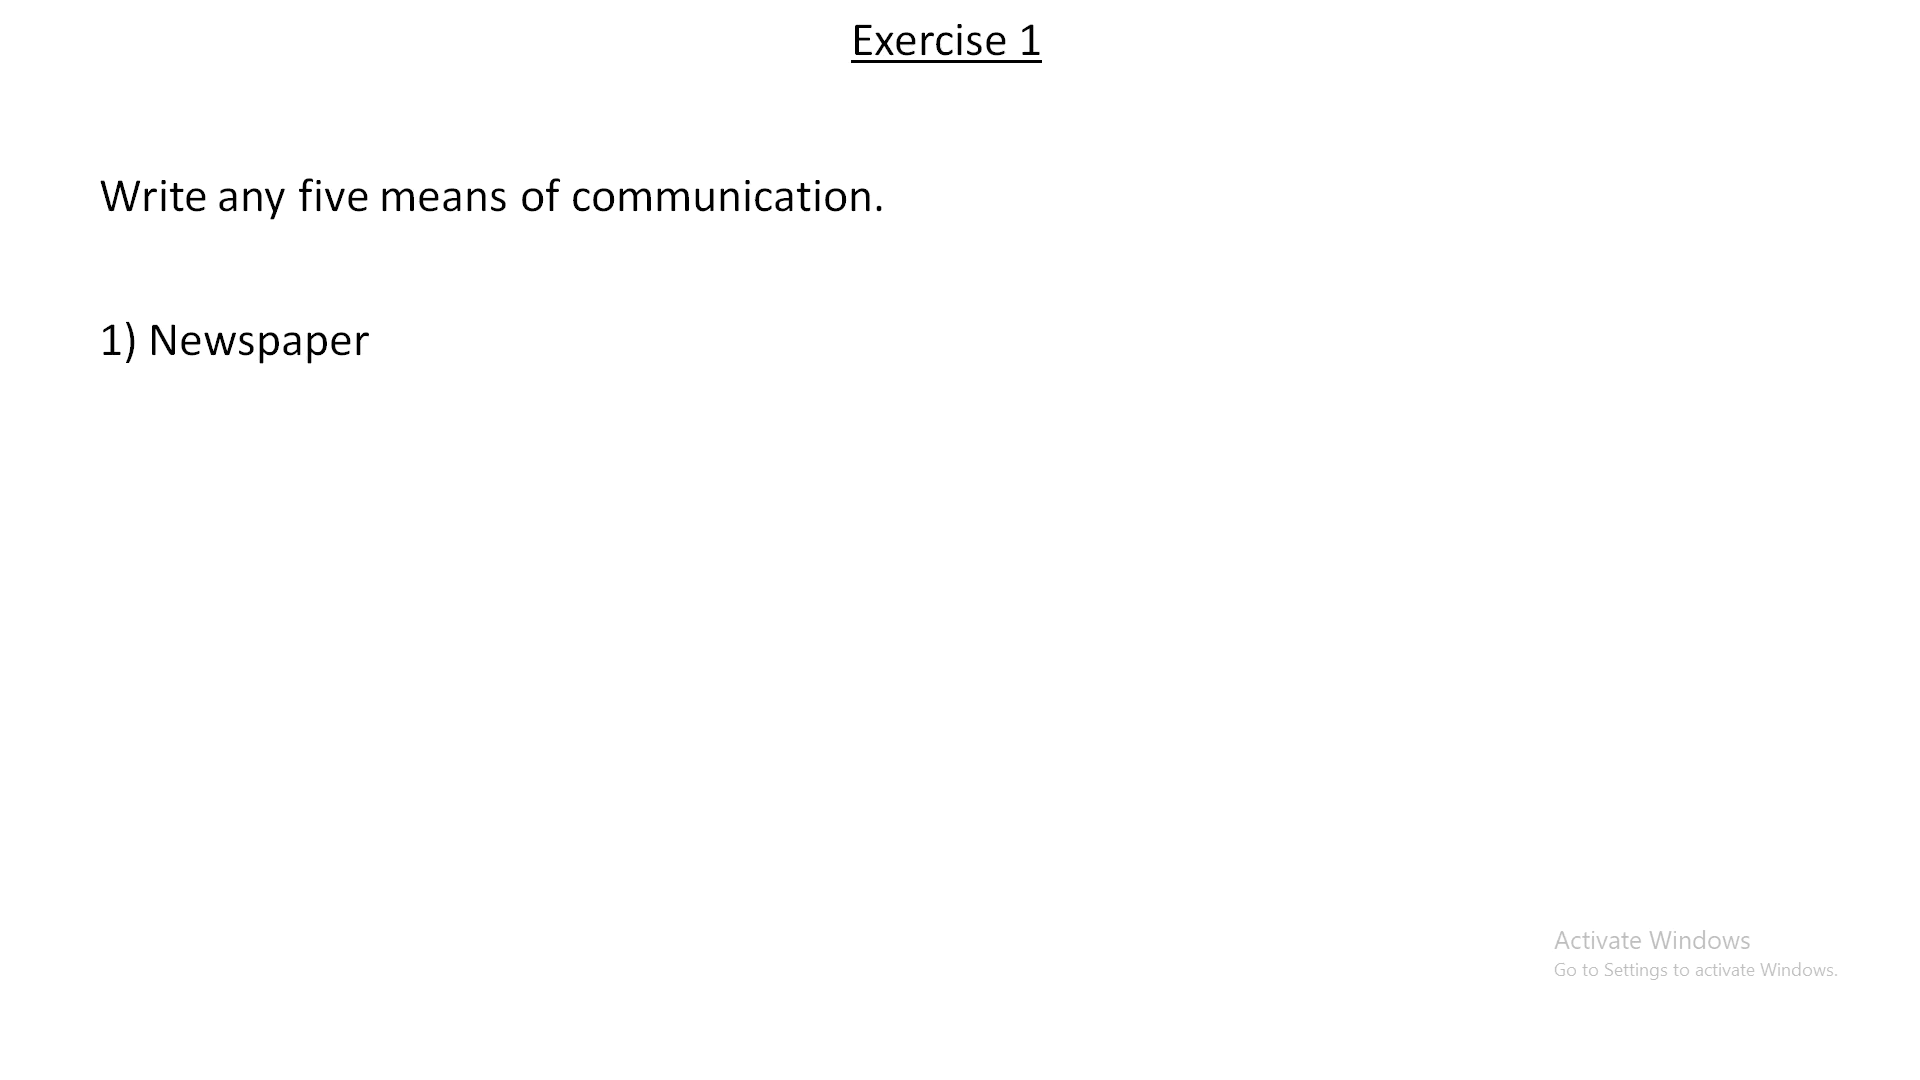 Exercise 1
Write any five means of communication.
1) Newspaper
Activate Windows
Go to Settings to activate Windows.